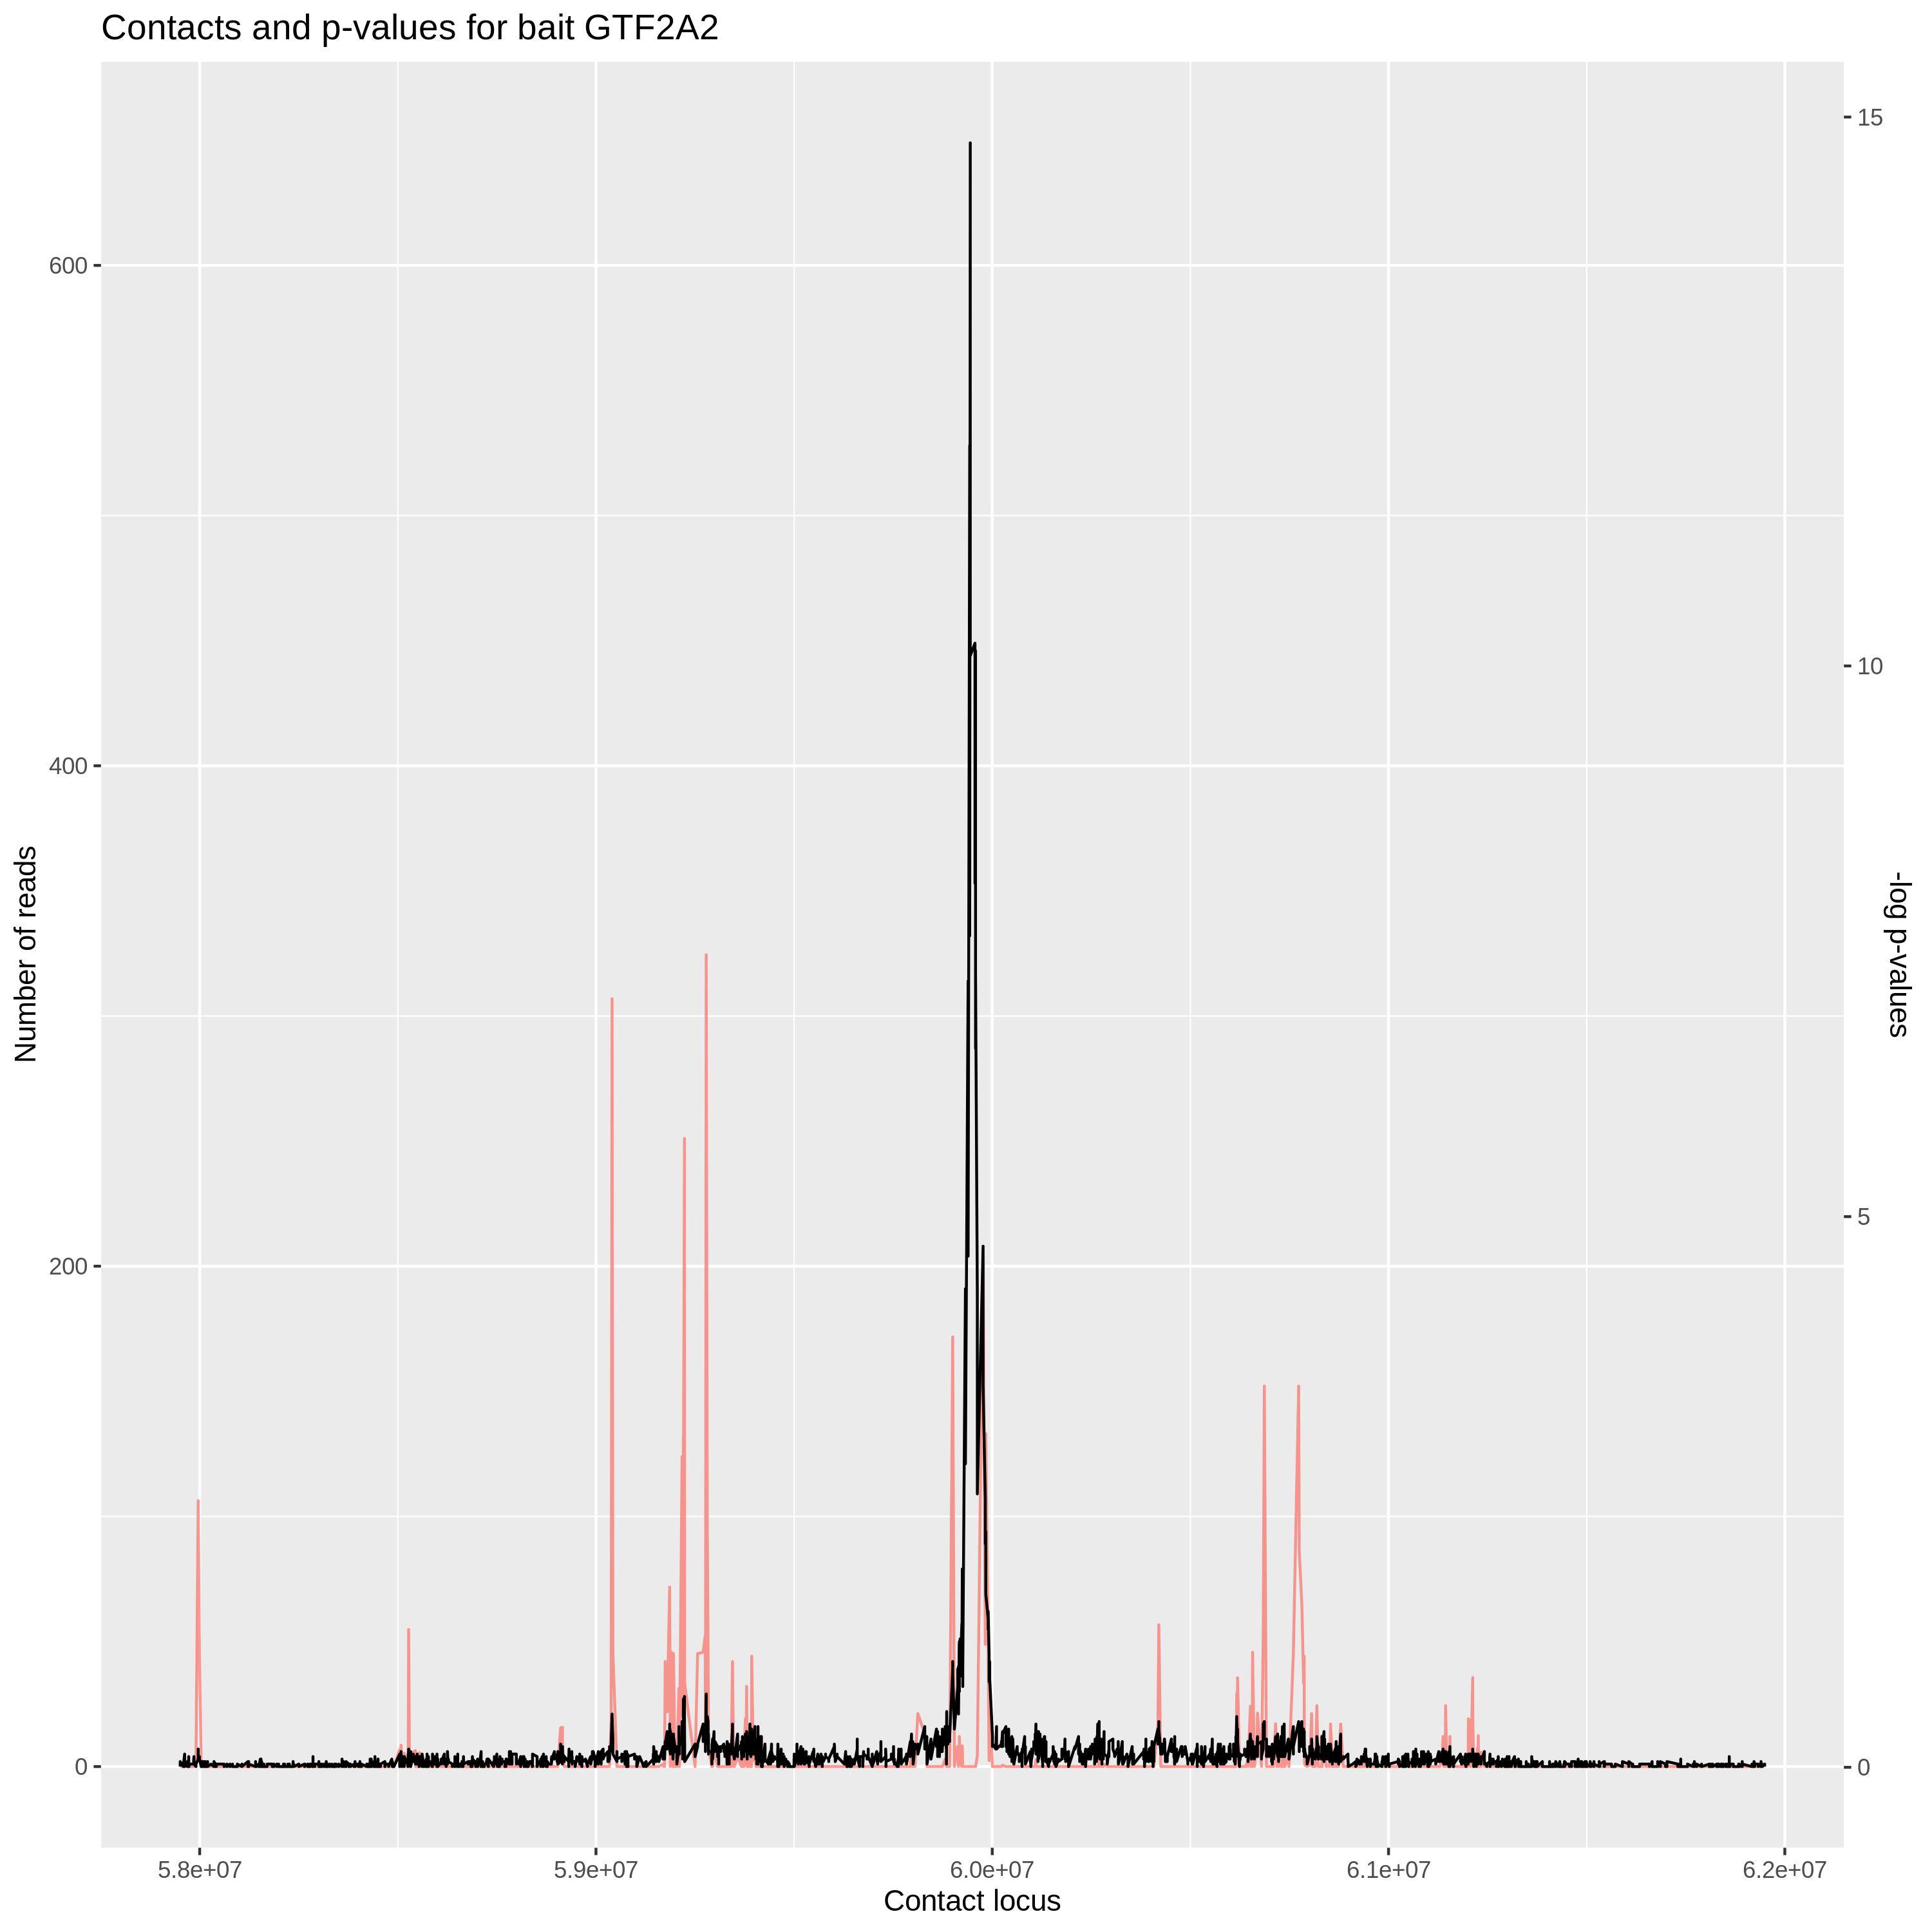 Contacts and p-values for bait GTF2A2
15
600
10
400
Number of reads
-log p-values
5
200
0
0
5.8e+07
5.9e+07
6.0e+07
6.1e+07
6.2e+07
Contact locus